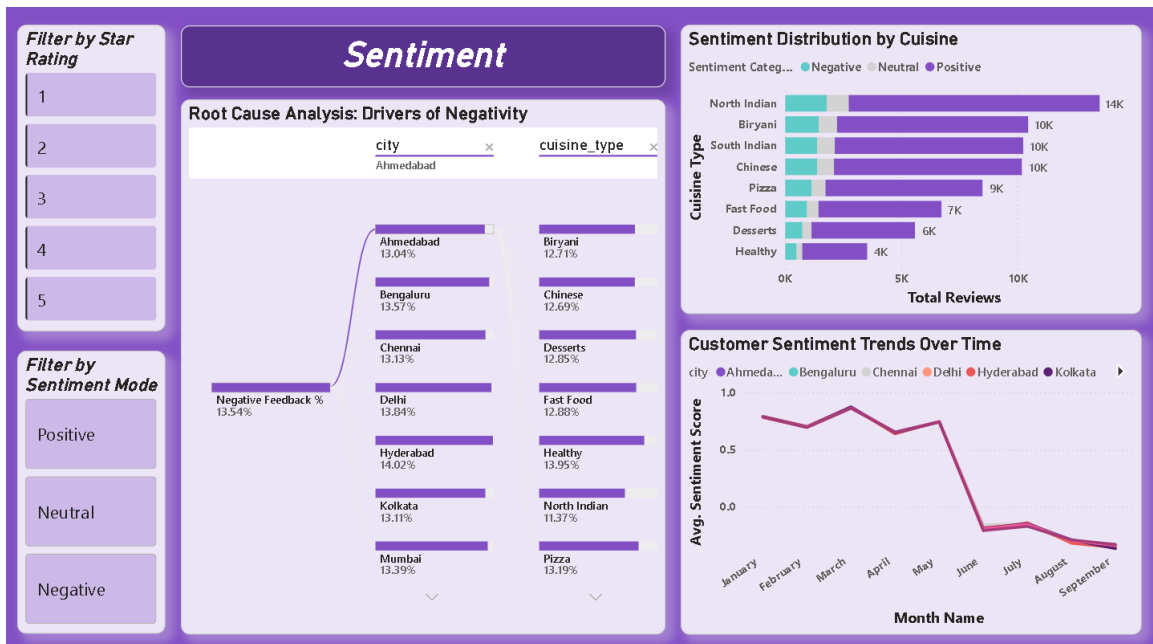 Filter by Star
Rating
1
2
3
4
5
Filter by
Sentiment Mode
Positive
Neutral
Negative
Sentiment
Root Cause Analysis: Drivers of Negativity
city ×
cuisine_type ×
Ahmedabad
Negative Feedback %
13.54%
Ahmedabad
13.04%
Bengaluru
13.57%
Chennai
13.13%
Delhi
13.84%
Hyderabad
14.02%
Kolkata
13.11%
Mumbai
13.39%
Biryani
12.71%
Chinese
12.69%
Desserts
12.85%
Fast Food
12.88%
Healthy
13.95%
North Indian
11.37%
Pizza
13.19%
Sentiment Distribution by Cuisine
Sentiment Categ... Negative Neutral Positive
Cuisine Type
North Indian 14K
Biryani 10K
South Indian 10K
Chinese 10K
Pizza 9K
Fast Food 7K
Desserts 6K
Healthy 4K
0K 5K 10K
Total Reviews
Customer Sentiment Trends Over Time
city Ahmeda... Bengaluru Chennai Delhi Hyderabad Kolkata
Avg. Sentiment Score
1.0
0.5
0.0
January February March April May June July August September
Month Name